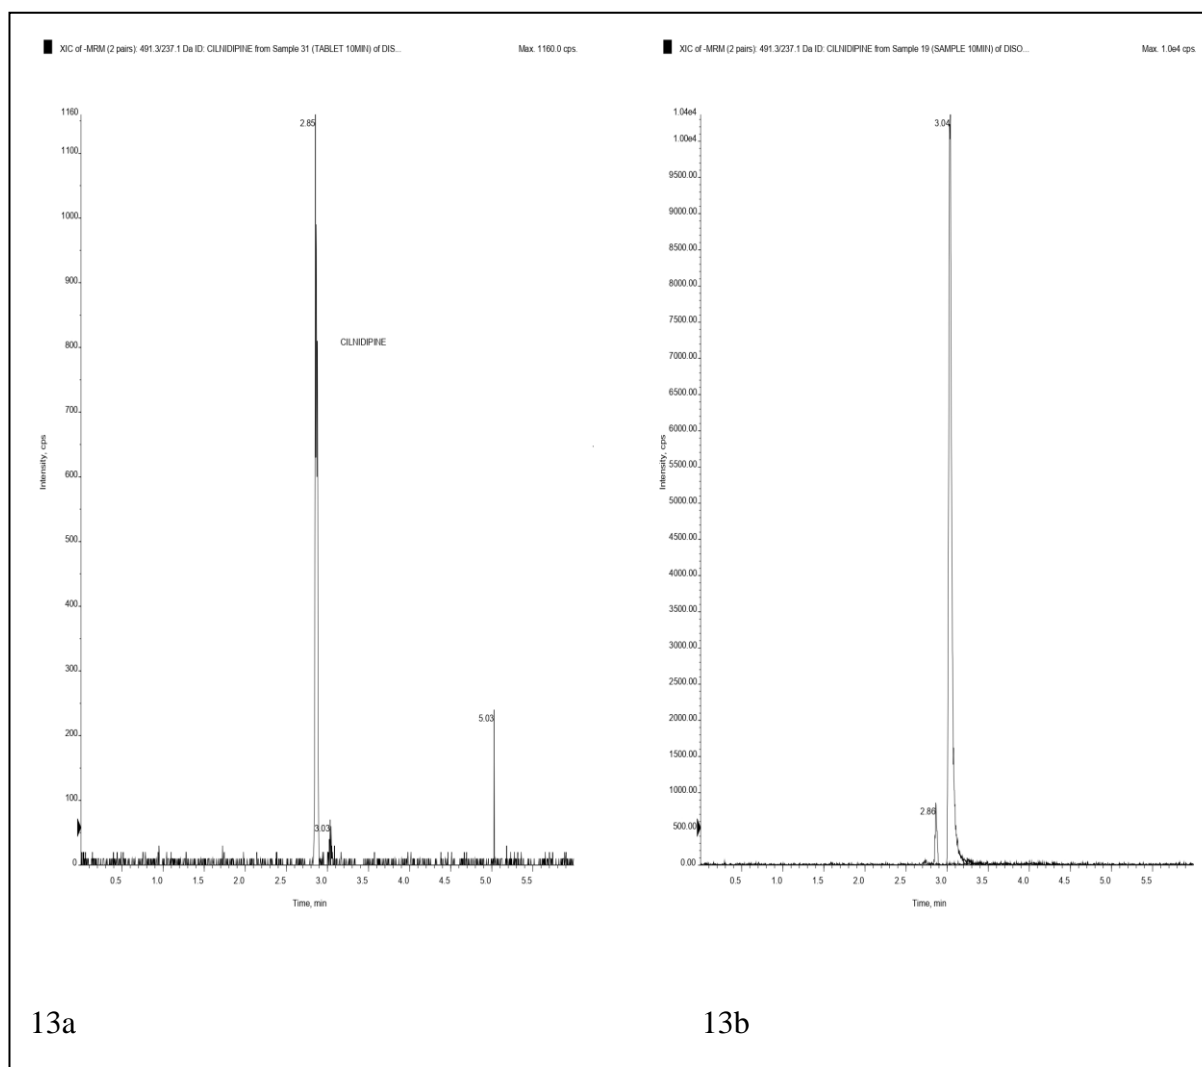 XIC of -MRM (2 pairs): 491.3/237.1 Da ID: CILNIDIPINE from Sample 31 (TABLET 10MIN) of DIS...
Max. 1160.0 cps.
1160
2.85
1100
1000
900
CILNIDIPINE
800
700
Intensity, cps
600
500
400
300
5.03
200
100
3.03
0
0.5 1.0 1.5 2.0 2.5 3.0 3.5 4.0 4.5 5.0 5.5
Time, min
13a
XIC of -MRM (2 pairs): 491.3/237.1 Da ID: CILNIDIPINE from Sample 19 (SAMPLE 10MIN) of DISO...
Max. 1.0e4 cps.
1.04e4
3.04
1.00e4
9500.00
9000.00
8500.00
8000.00
7500.00
7000.00
6500.00
6000.00
Intensity, cps
5500.00
5000.00
4500.00
4000.00
3500.00
3000.00
2500.00
2000.00
1500.00
1000.00
2.86
500.00
0.00
0.5 1.0 1.5 2.0 2.5 3.0 3.5 4.0 4.5 5.0 5.5
Time, min
13b